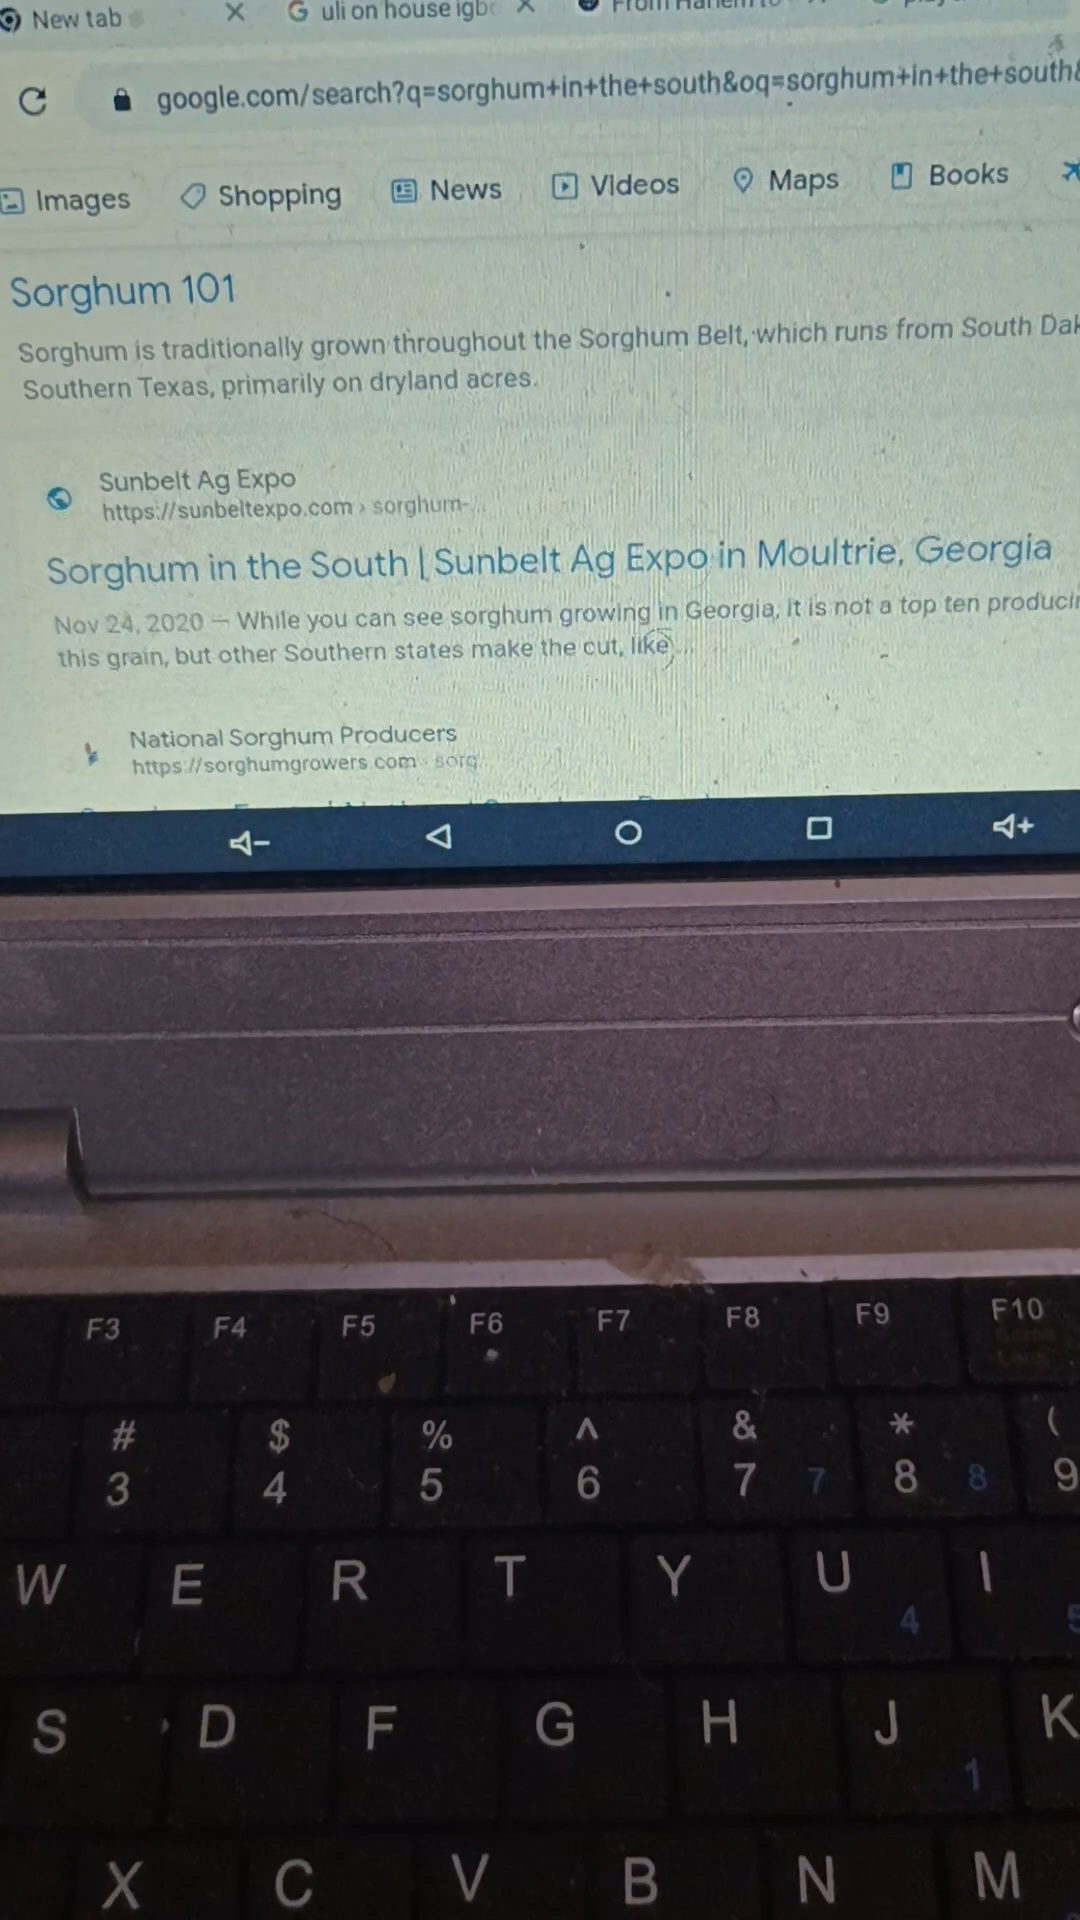 New tab
uli on house igb
google.com/search?q=sorghum+in+the+south&oq=sorghum+in+the+south&
Images Shopping News Videos Maps Books
Sorghum 101
Sorghum is traditionally grown throughout the Sorghum Belt, which runs from South Dak
Southern Texas, primarily on dryland acres.
Sunbelt Ag Expo
https://sunbeltexpo.com › sorghum-...
Sorghum in the South | Sunbelt Ag Expo in Moultrie, Georgia
Nov 24, 2020 — While you can see sorghum growing in Georgia, it is not a top ten produci
this grain, but other Southern states make the cut, like ...
National Sorghum Producers
https://sorghumgrowers.com › sorg...
F3 F4 F5 F6 F7 F8 F9 F10
# $ % ^ & * (
3 4 5 6 7 7 8 8 9
W E R T Y U I
4 5
S D F G H J K
1
X C V B N M